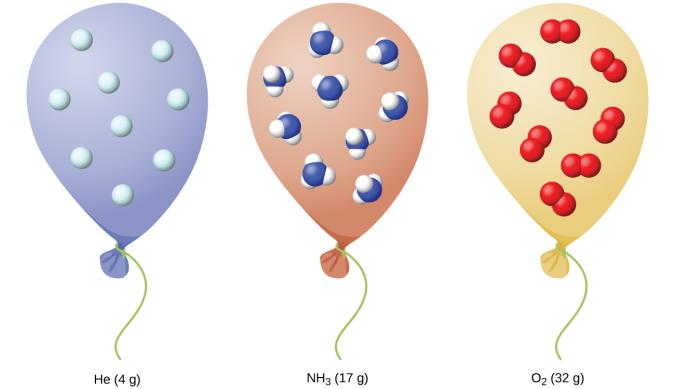 He (4 g)
NH₃ (17 g)
O₂ (32 g)